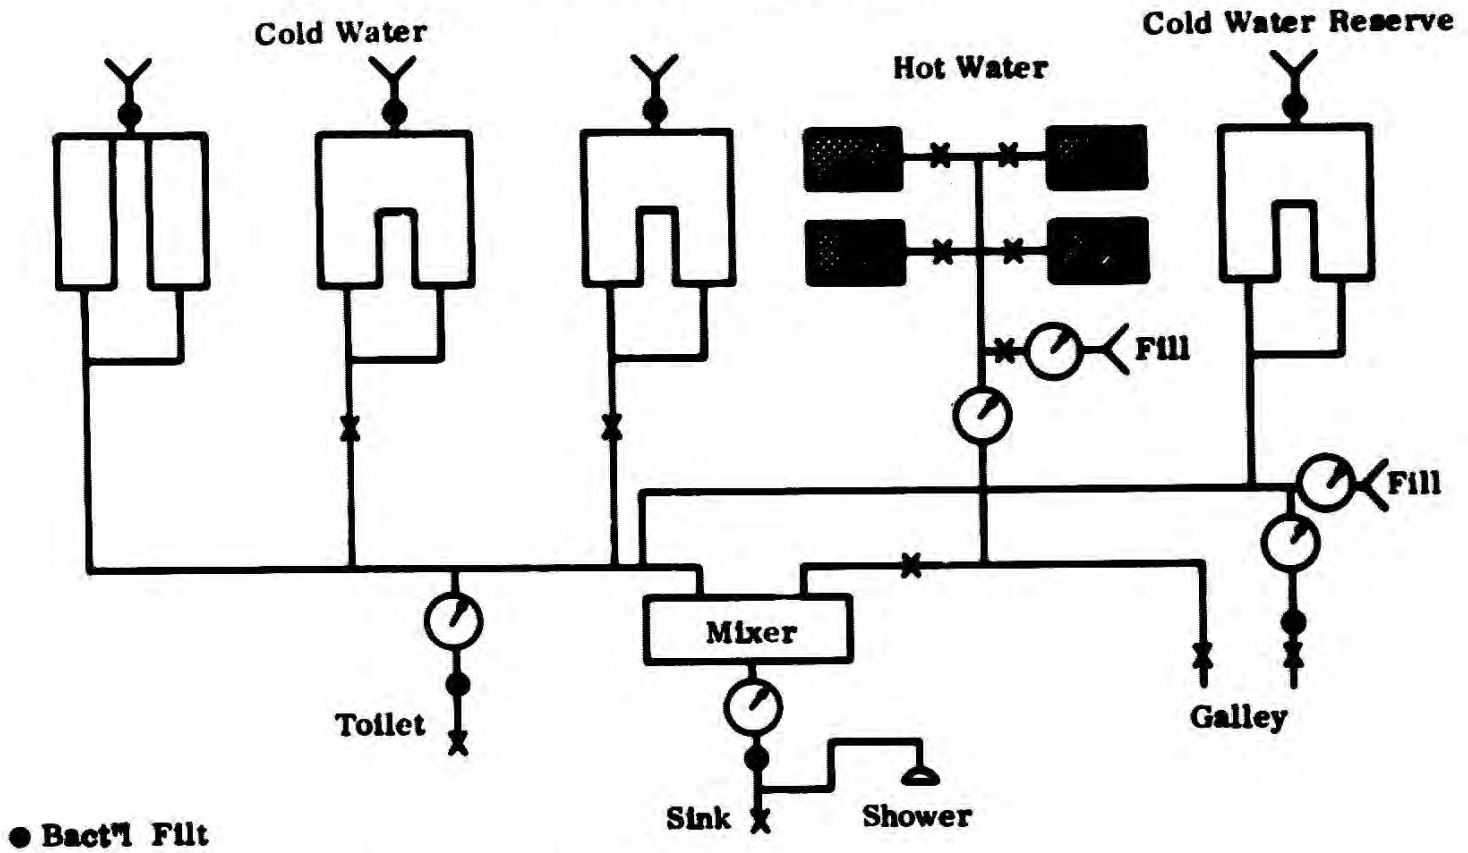 Cold Water
Hot Water
Cold Water Reserve
Fill
Fill
Mixer
Toilet
Galley
Sink
Shower
Bact'l Filt